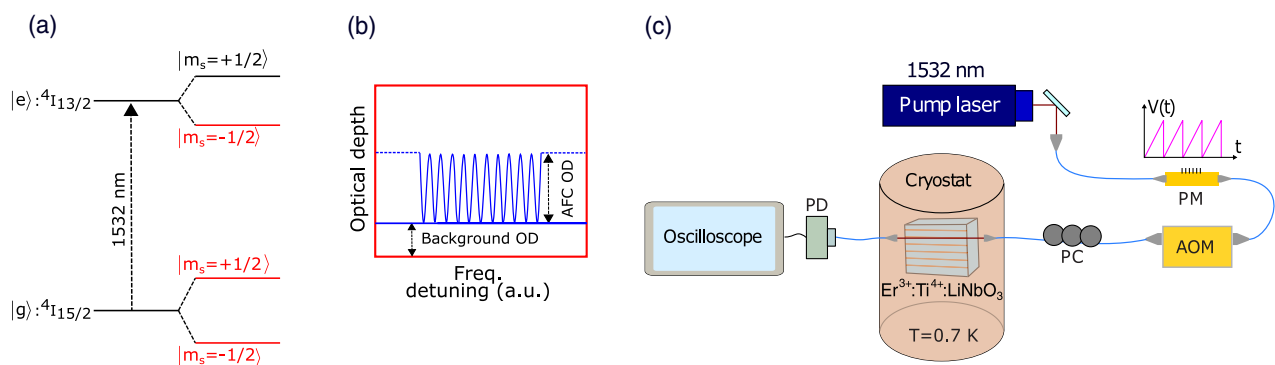 (a)
|mₛ=+1/2⟩
|e⟩:⁴I₁₃/₂
|mₛ=-1/2⟩
1532 nm
|mₛ=+1/2⟩
|g⟩:⁴I₁₅/₂
|mₛ=-1/2⟩
(b)
Optical depth
AFC OD
Background OD
Freq.
detuning (a.u.)
(c)
1532 nm
Pump laser
V(t)
t
PM
Cryostat
PD
Oscilloscope
PC
AOM
Er³⁺:Ti⁴⁺:LiNbO₃
T=0.7 K